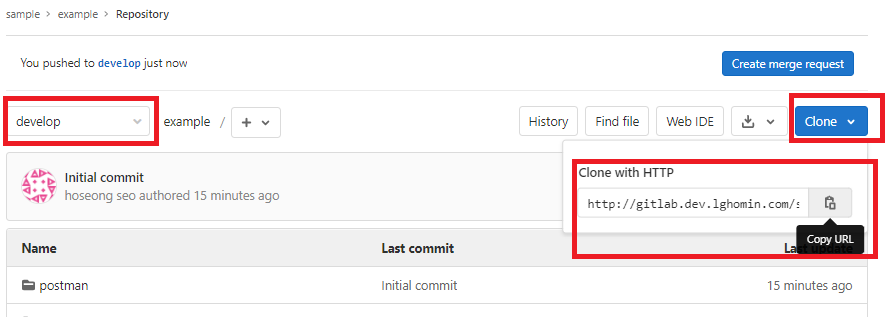 sample > example > Repository
You pushed to develop just now
Create merge request
develop
example / +
History
Find file
Web IDE
Clone
Initial commit
hoseong seo authored 15 minutes ago
Clone with HTTP
http://gitlab.dev.lghomin.com/s
Copy URL
Name Last commit Last update
postman Initial commit 15 minutes ago